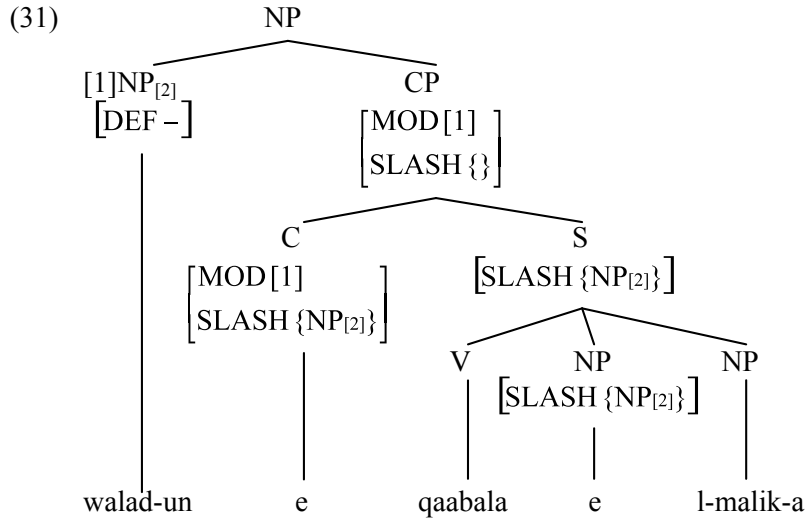 (31) NP
[1]NP[2] CP
[DEF –] [MOD [1]
SLASH {}]
C S
[MOD [1] [SLASH {NP[2]}]
SLASH {NP[2]}]
V NP NP
[SLASH {NP[2]}]
walad-un e qaabala e l-malik-a